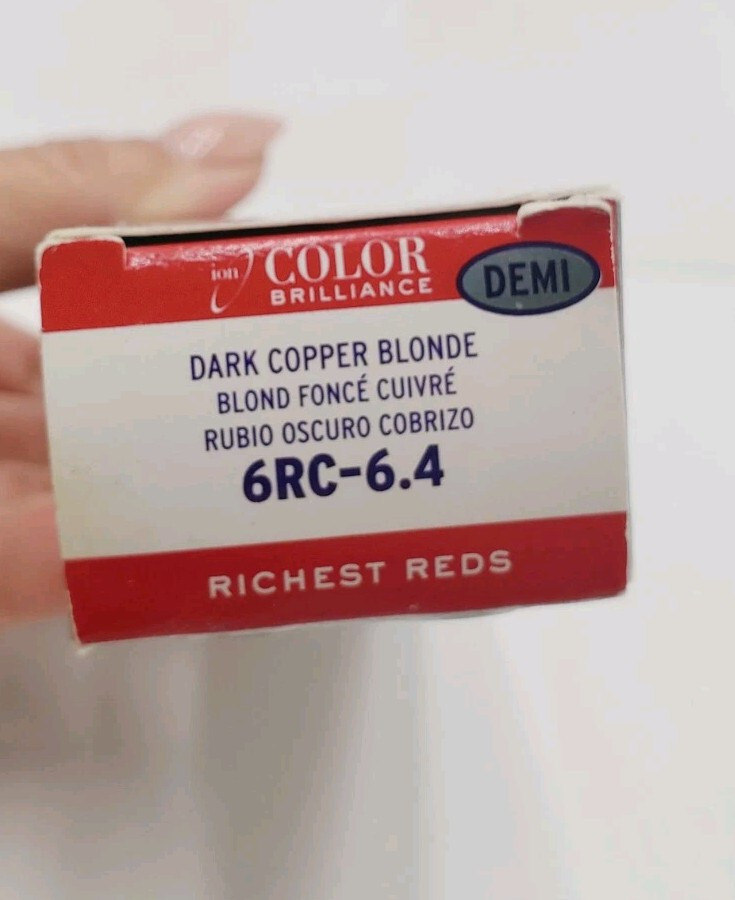 ion COLOR
BRILLIANCE
DEMI
DARK COPPER BLONDE
BLOND FONCÉ CUIVRÉ
RUBIO OSCURO COBRIZO
6RC-6.4
RICHEST REDS